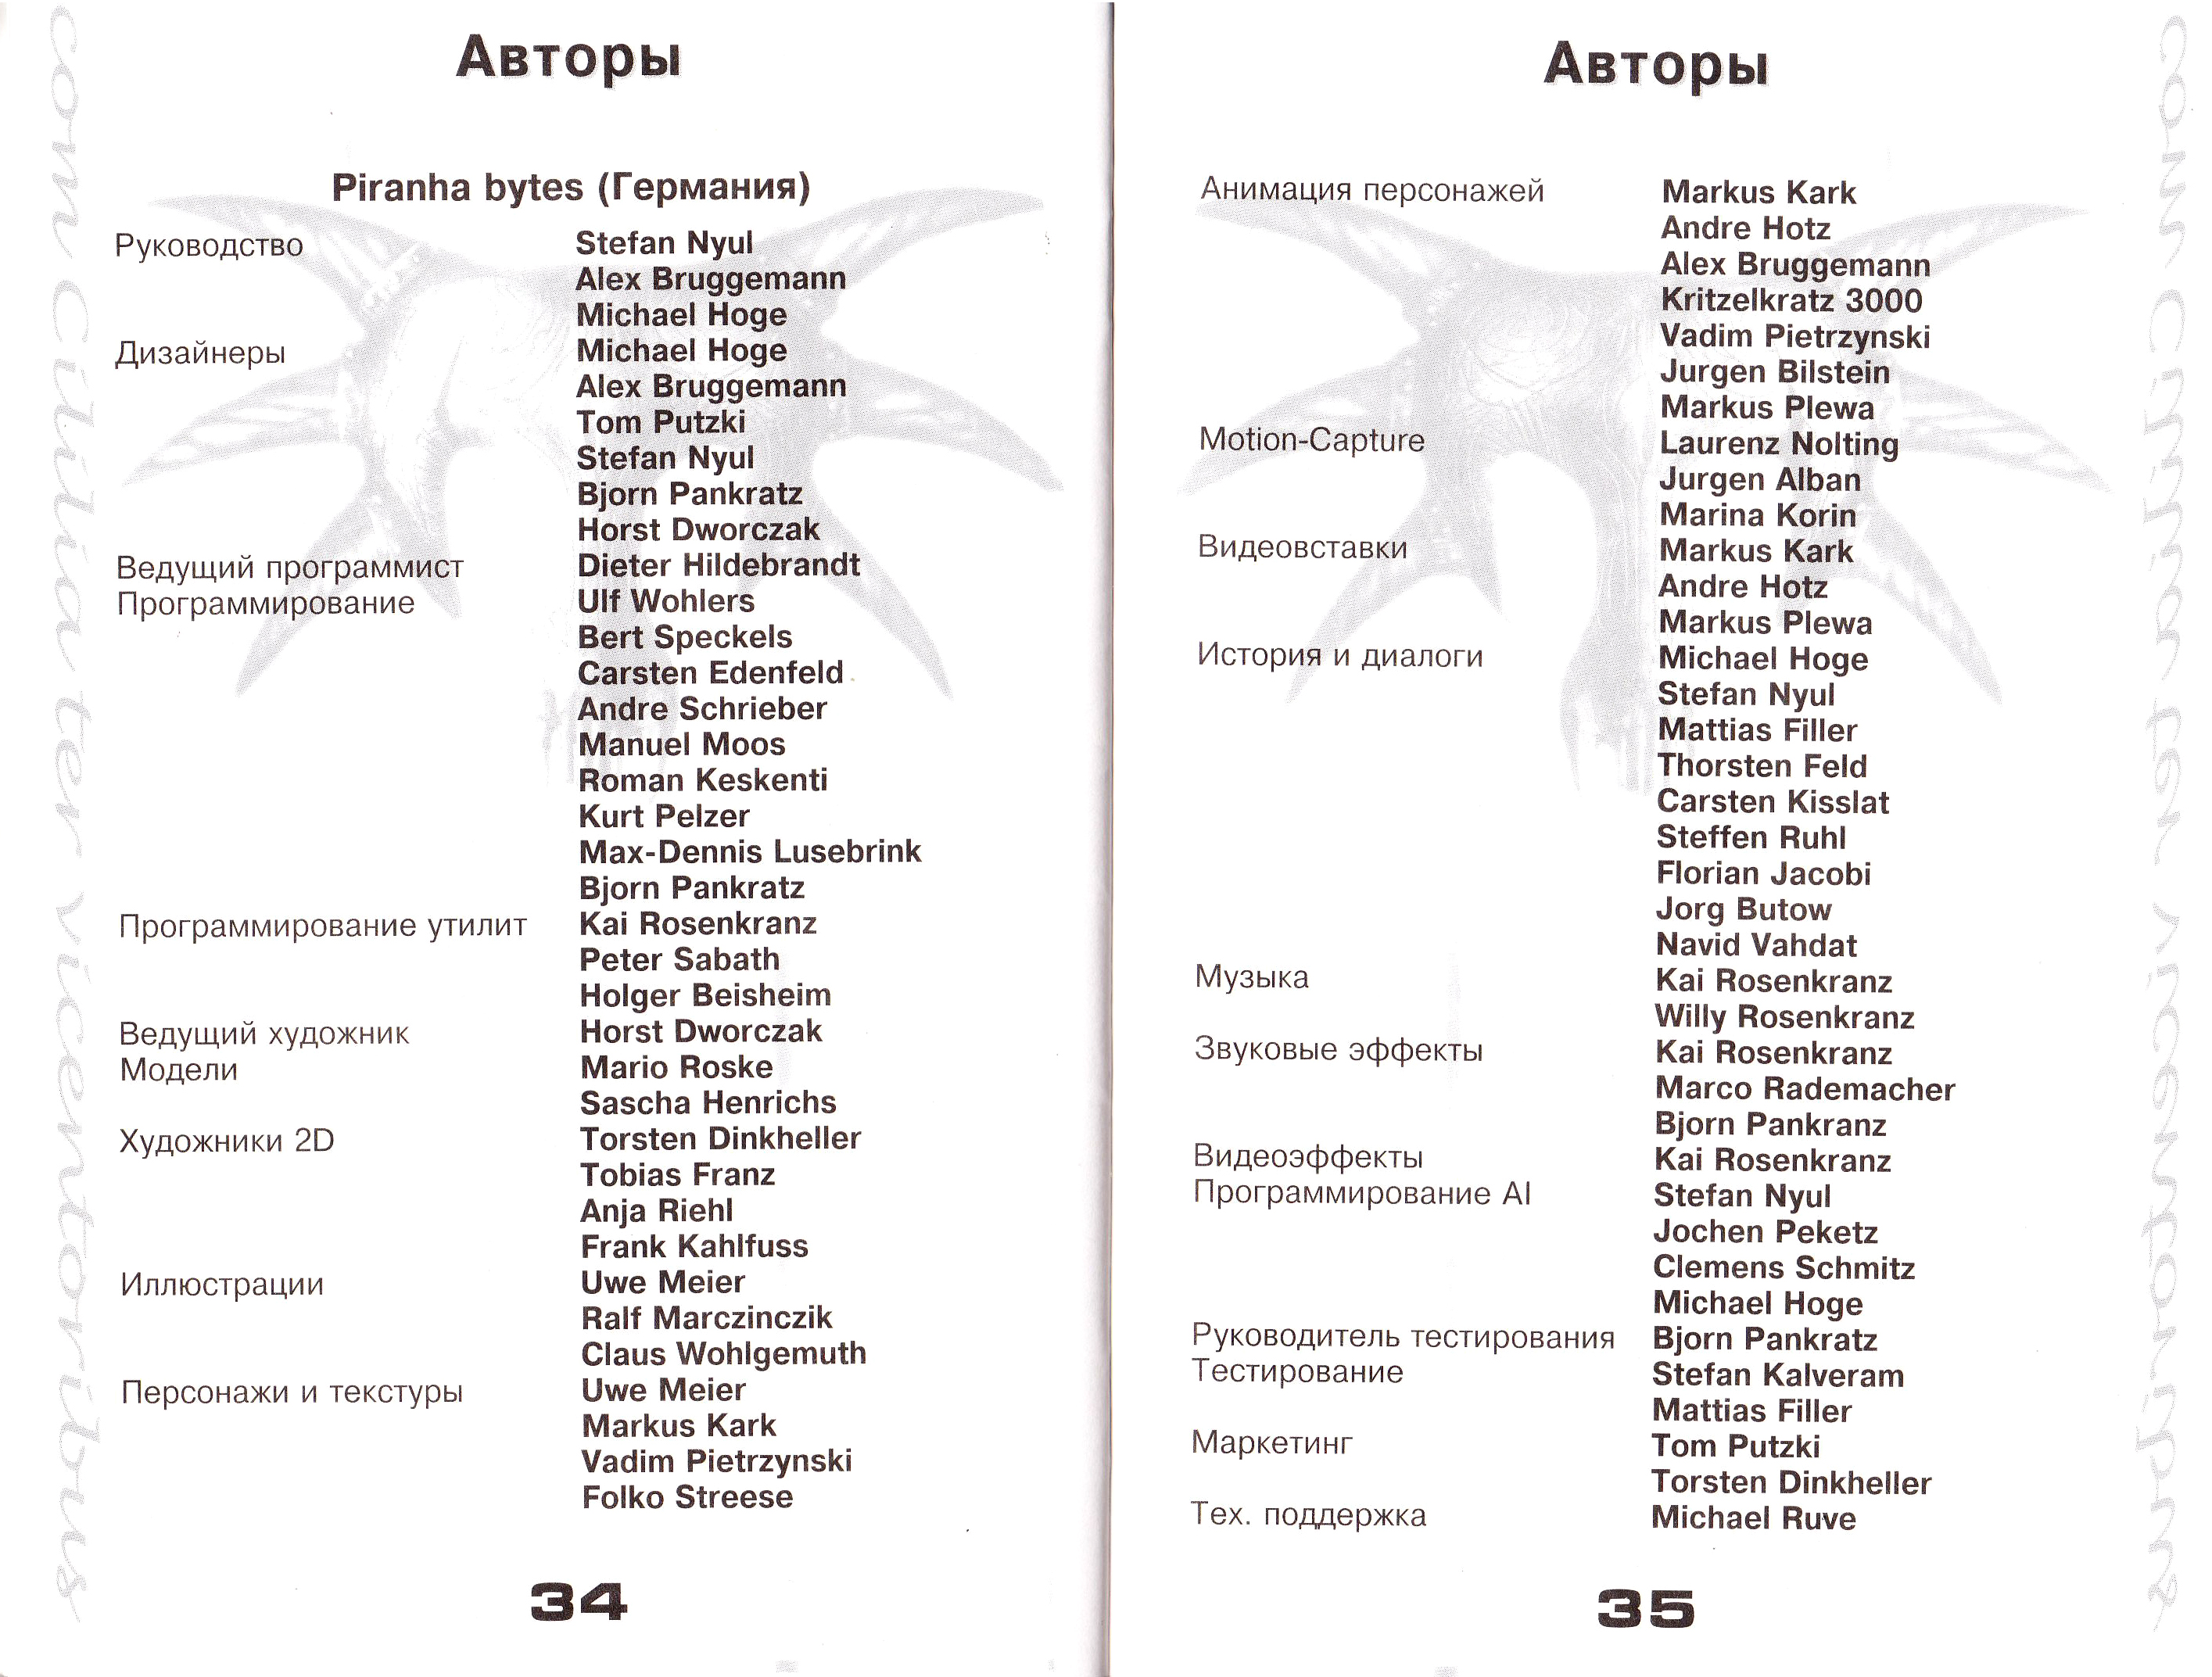 Авторы
Piranha bytes (Германия)
Руководство Stefan Nyul
Alex Bruggemann
Michael Hoge
Дизайнеры Michael Hoge
Alex Bruggemann
Tom Putzki
Stefan Nyul
Bjorn Pankratz
Horst Dworczak
Ведущий программист Dieter Hildebrandt
Программирование Ulf Wohlers
Bert Speckels
Carsten Edenfeld
Andre Schrieber
Manuel Moos
Roman Keskenti
Kurt Pelzer
Max-Dennis Lusebrink
Bjorn Pankratz
Программирование утилит Kai Rosenkranz
Peter Sabath
Holger Beisheim
Ведущий художник Horst Dworczak
Модели Mario Roske
Sascha Henrichs
Художники 2D Torsten Dinkheller
Tobias Franz
Anja Riehl
Frank Kahlfuss
Иллюстрации Uwe Meier
Ralf Marczinczik
Claus Wohlgemuth
Персонажи и текстуры Uwe Meier
Markus Kark
Vadim Pietrzynski
Folko Streese
34
Авторы
Анимация персонажей Markus Kark
Andre Hotz
Alex Bruggemann
Kritzelkratz 3000
Vadim Pietrzynski
Jurgen Bilstein
Markus Plewa
Motion-Capture Laurenz Nolting
Jurgen Alban
Marina Korin
Видеовставки Markus Kark
Andre Hotz
Markus Plewa
История и диалоги Michael Hoge
Stefan Nyul
Mattias Filler
Thorsten Feld
Carsten Kisslat
Steffen Ruhl
Florian Jacobi
Jorg Butow
Navid Vahdat
Музыка Kai Rosenkranz
Willy Rosenkranz
Звуковые эффекты Kai Rosenkranz
Marco Rademacher
Bjorn Pankranz
Видеоэффекты Kai Rosenkranz
Программирование AI Stefan Nyul
Jochen Peketz
Clemens Schmitz
Michael Hoge
Руководитель тестирования Bjorn Pankratz
Тестирование Stefan Kalveram
Mattias Filler
Маркетинг Tom Putzki
Torsten Dinkheller
Тех. поддержка Michael Ruve
35